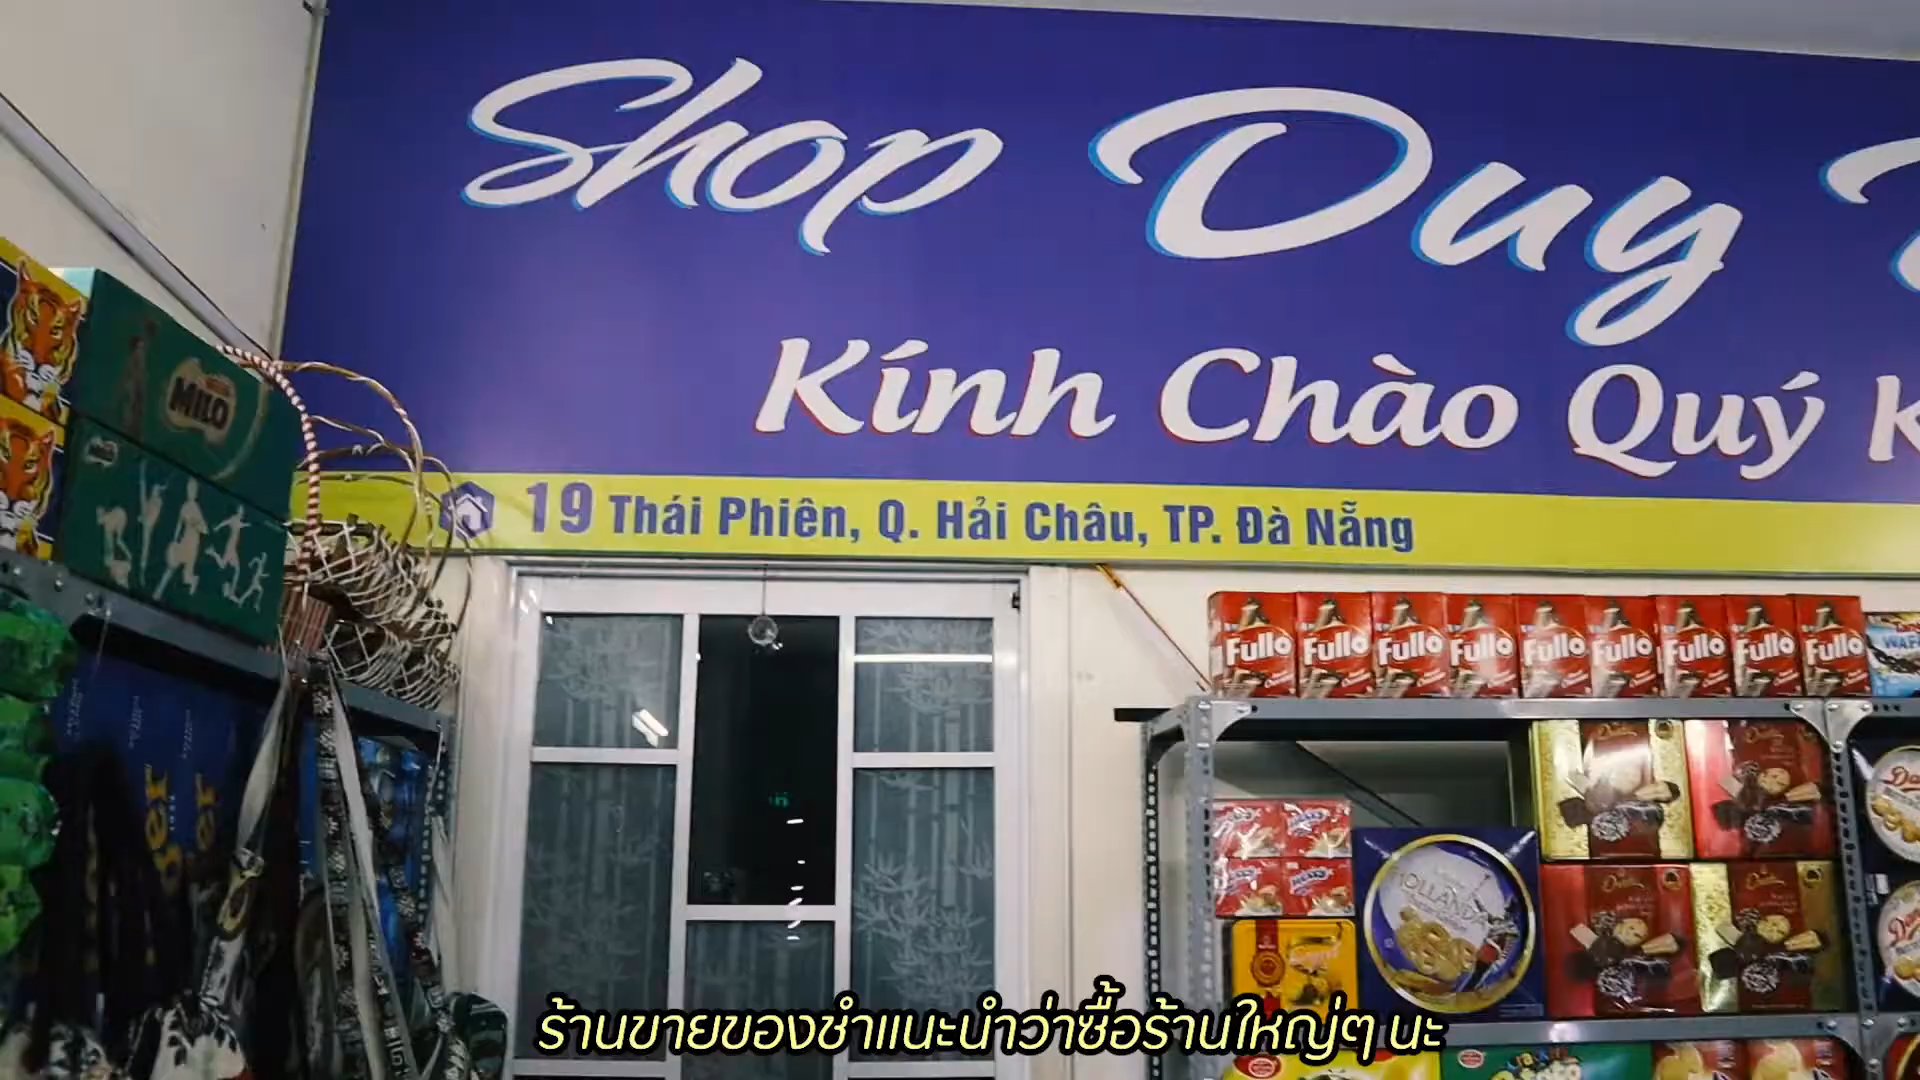 Shop Duy
Kính Chào Quý K
19 Thái Phiên, Q. Hải Châu, TP. Đà Nẵng
MILO
Fullo Fullo Fullo Fullo Fullo Fullo Fullo Fullo Fullo
HOLLANDA
ร้านขายของชำแนะนำว่าซื้อร้านใหญ่ๆ นะ